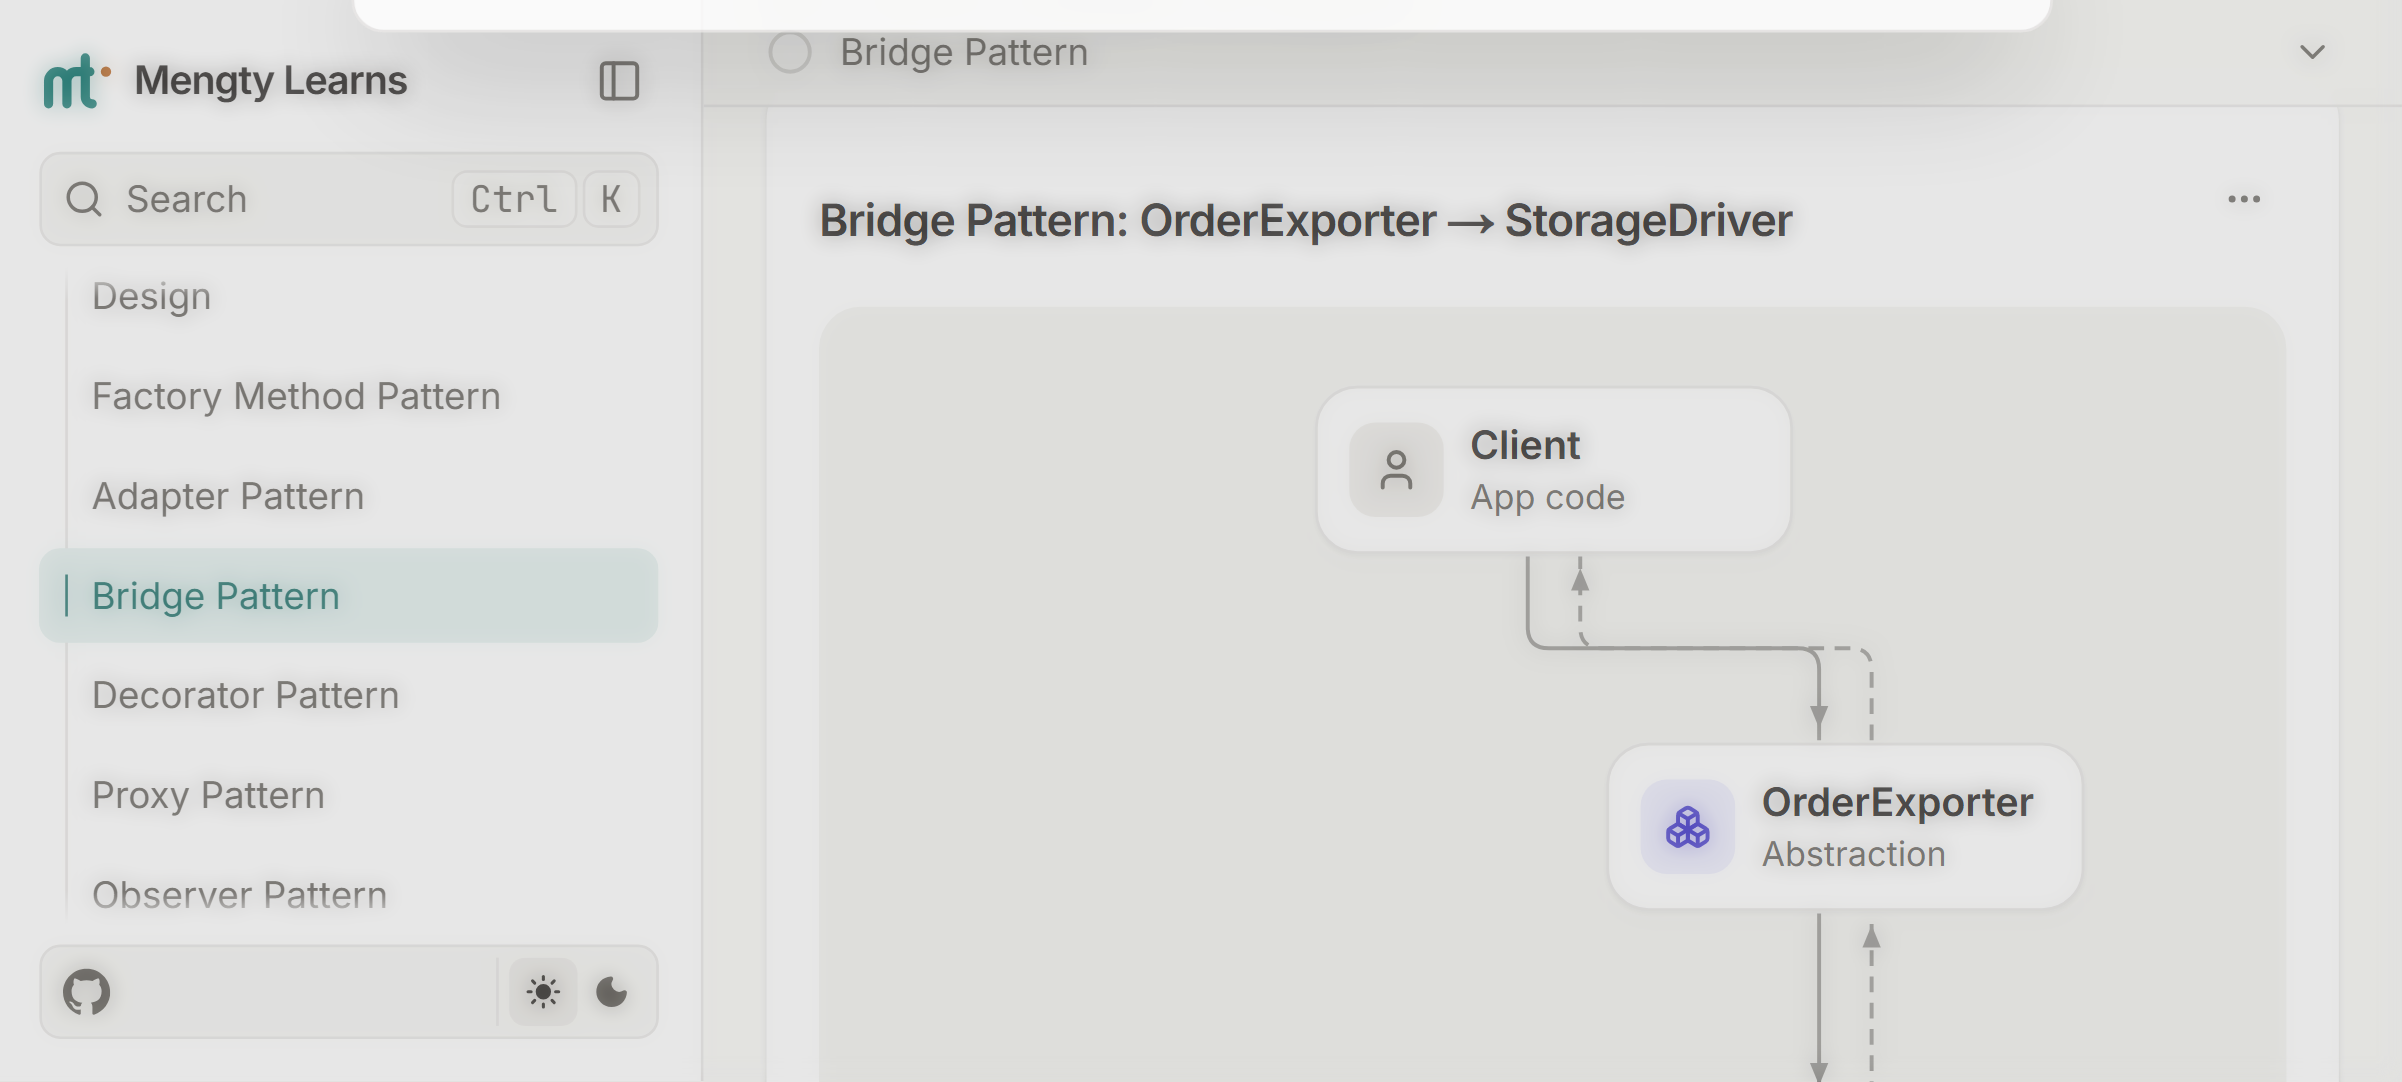 mt
Mengty Learns
Search
Ctrl
K
Design
Factory Method Pattern
Adapter Pattern
Bridge Pattern
Decorator Pattern
Proxy Pattern
Observer Pattern
Bridge Pattern
Bridge Pattern: OrderExporter → StorageDriver
Client
App code
OrderExporter
Abstraction